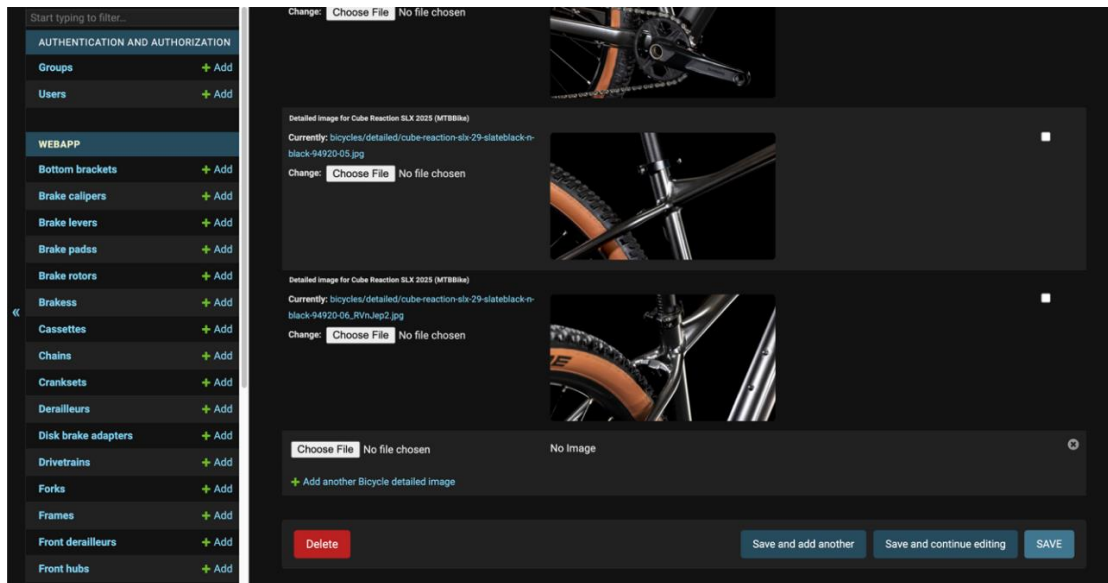 Start typing to filter...
AUTHENTICATION AND AUTHORIZATION
Groups + Add
Users + Add
WEBAPP
Bottom brackets + Add
Brake calipers + Add
Brake levers + Add
Brake padss + Add
Brake rotors + Add
Brakess + Add
Cassettes + Add
Chains + Add
Cranksets + Add
Derailleurs + Add
Disk brake adapters + Add
Drivetrains + Add
Forks + Add
Frames + Add
Front derailleurs + Add
Front hubs + Add
«
Change: Choose File No file chosen
Detailed image for Cube Reaction SLX 2025 (MTBBike)
Currently: bicycles/detailed/cube-reaction-slx-29-slateblack-n-
black-94920-05.jpg
Change: Choose File No file chosen
Detailed image for Cube Reaction SLX 2025 (MTBBike)
Currently: bicycles/detailed/cube-reaction-slx-29-slateblack-n-
black-94920-06_RVnJep2.jpg
Change: Choose File No file chosen
Choose File No file chosen No Image
+ Add another Bicycle detailed image
Delete Save and add another Save and continue editing SAVE